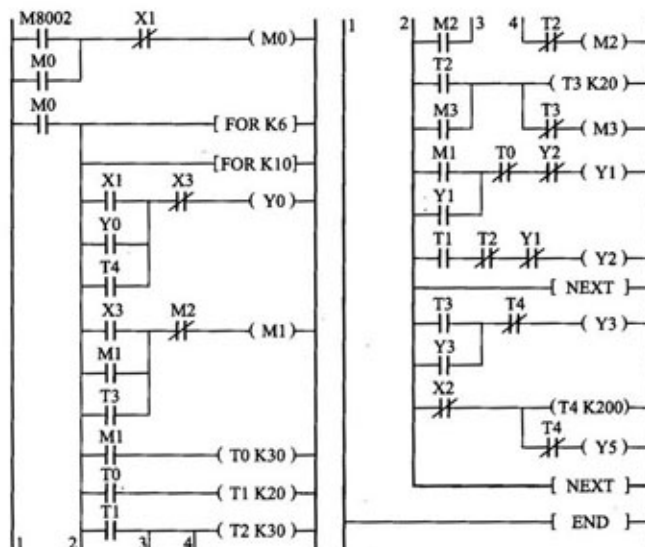 M8002 X1
( M0 )
M0
M0
[ FOR K6 ]
[FOR K10]
X1 X3
( Y0 )
Y0
T4
X3 M2
( M1 )
M1
T3
M1
( T0 K30 )
T0
( T1 K20 )
T1
( T2 K30 )
1 2 3 4
1 2 M2 3 4 T2
( M2 )
T2
( T3 K20 )
M3 T3
( M3 )
M1 T0 Y2
( Y1 )
Y1
T1 T2 Y1
( Y2 )
[ NEXT ]
T3 T4
( Y3 )
Y3
X2
(T4 K200)
T4
( Y5 )
[ NEXT ]
[ END ]